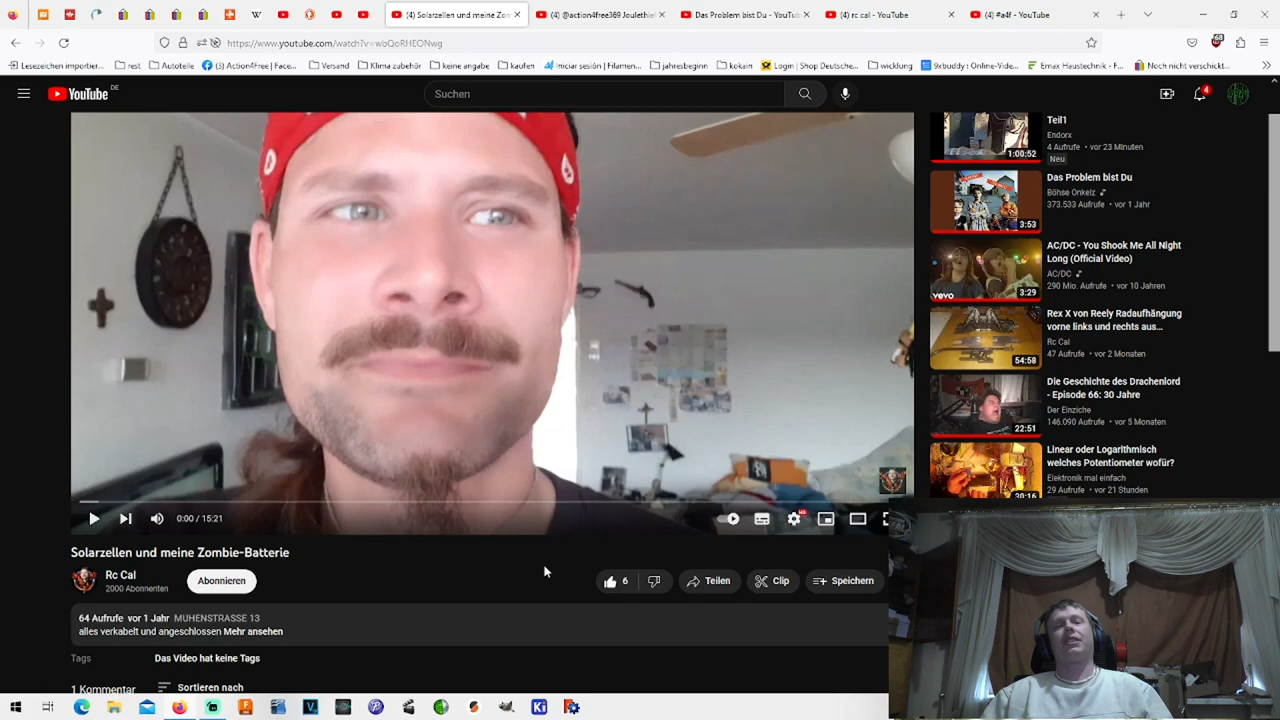 (4) Solarzellen und meine Zom
(4) @action4free369 Joulethief
(4) Das Problem bist Du - YouTub
(4) rc cal - YouTube
(4) #a4f - YouTube
https://www.youtube.com/watch?v=wbQoRHEONwg
68
Lesezeichen importier...
rest
Autoteile
(3) Action4Free | Face...
Versand
Klima zubehör
keine angabe
kaufen
Iniciar sesión | Filamen...
jahresbeginn
kokain
Login | Shop Deutsche...
wicklung
9xbuddy : Online-Vide...
Emax Haustechnik - F...
Noch nicht verschickt...
YouTube DE
Suchen
4
Teil1
Endorx
4 Aufrufe • vor 23 Minuten
Neu
1:00:52
Das Problem bist Du
Böhse Onkelz
373.533 Aufrufe • vor 1 Jahr
3:53
AC/DC - You Shook Me All Night
Long (Official Video)
AC/DC
290 Mio. Aufrufe • vor 10 Jahren
vevo
3:29
Rex X von Reely Radaufhängung
vorne links und rechts aus...
Rc Cal
47 Aufrufe • vor 2 Monaten
54:58
Die Geschichte des Drachenlord
- Episode 66: 30 Jahre
Der Einziche
146.090 Aufrufe • vor 5 Monaten
22:51
Linear oder Logarithmisch
welches Potentiometer wofür?
Elektronik mal einfach
29 Aufrufe • vor 21 Stunden
30:16
0:00 / 15:21
HD
Solarzellen und meine Zombie-Batterie
Rc Cal
2000 Abonnenten
Abonnieren
6
Teilen
Clip
Speichern
64 Aufrufe vor 1 Jahr MUHENSTRASSE 13
alles verkabelt und angeschlossen Mehr ansehen
Tags
Das Video hat keine Tags
1 Kommentar
Sortieren nach